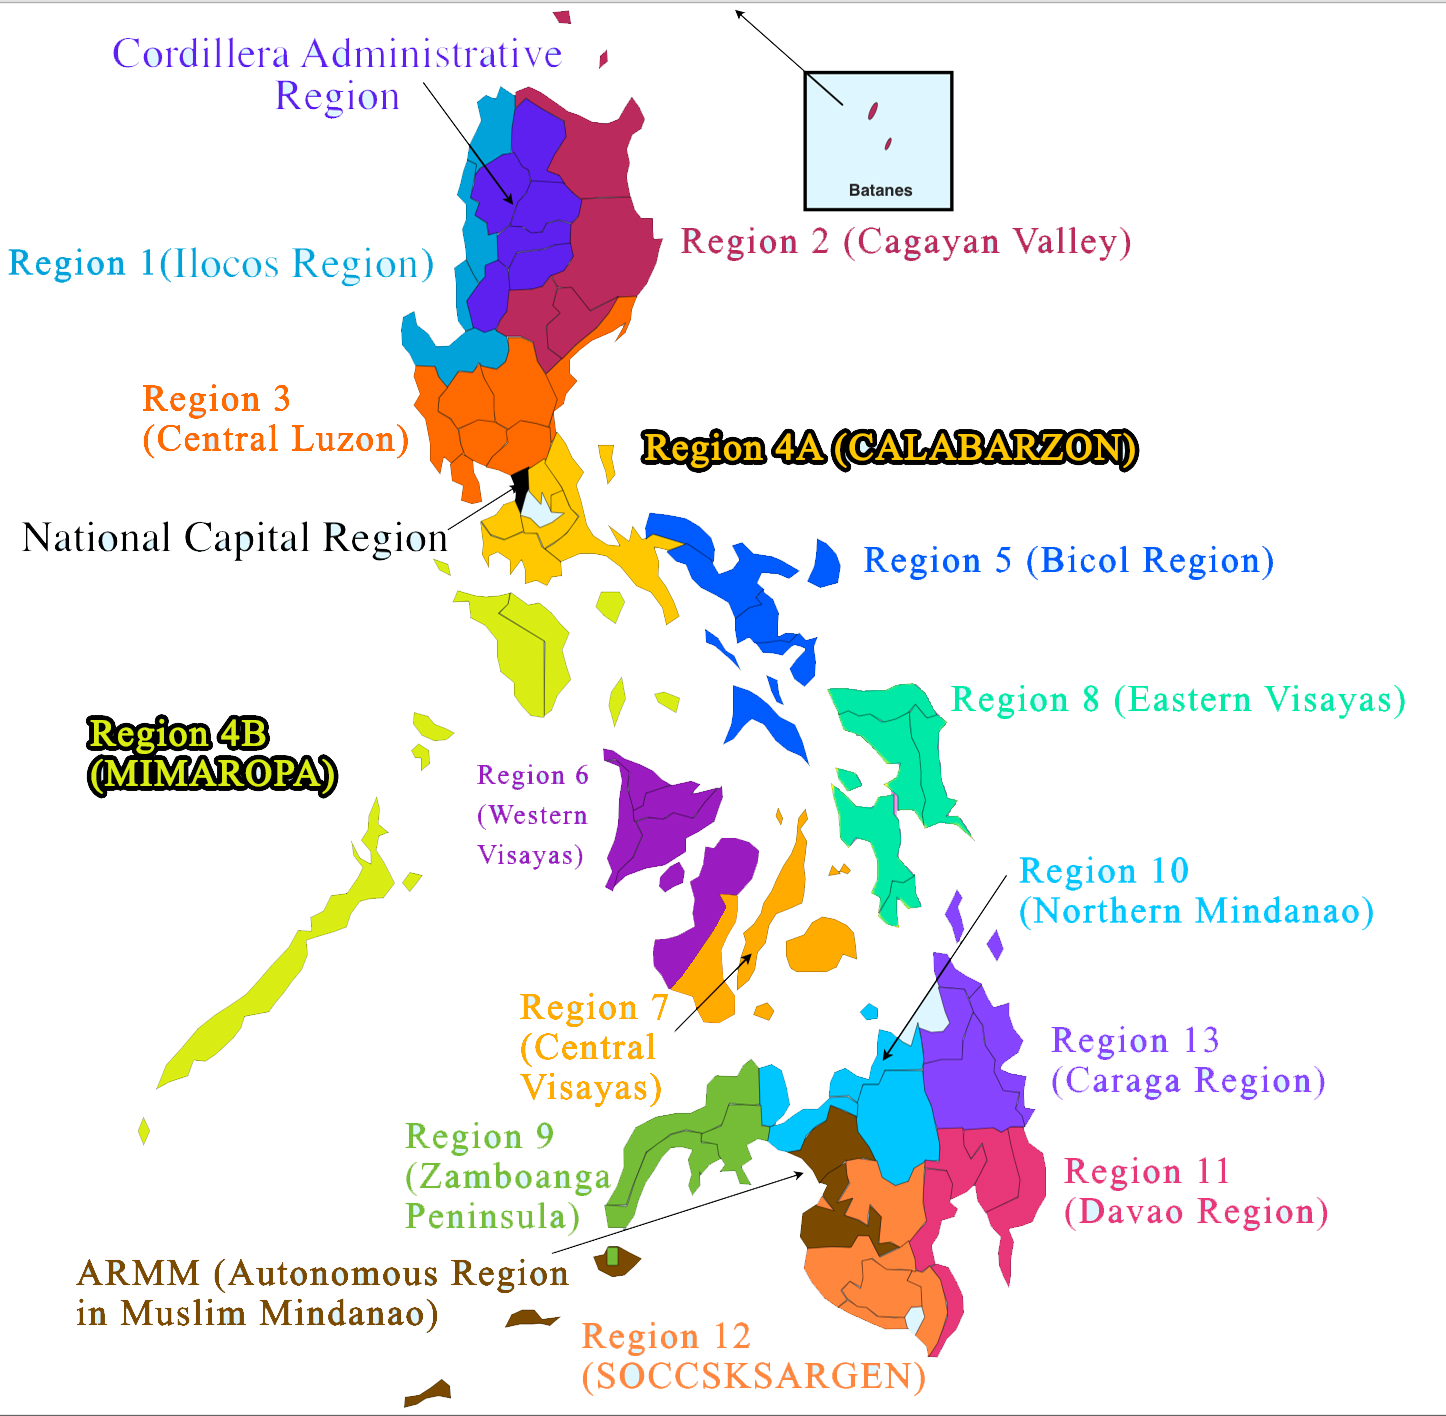 Cordillera Administrative
Region
Batanes
Region 2 (Cagayan Valley)
Region 1(Ilocos Region)
Region 3
(Central Luzon)
Region 4A (CALABARZON)
National Capital Region
Region 5 (Bicol Region)
Region 8 (Eastern Visayas)
Region 4B
(MIMAROPA)
Region 6
(Western
Visayas)
Region 10
(Northern Mindanao)
Region 7
(Central
Visayas)
Region 13
(Caraga Region)
Region 9
(Zamboanga
Peninsula)
Region 11
(Davao Region)
ARMM (Autonomous Region
in Muslim Mindanao)
Region 12
(SOCCSKSARGEN)